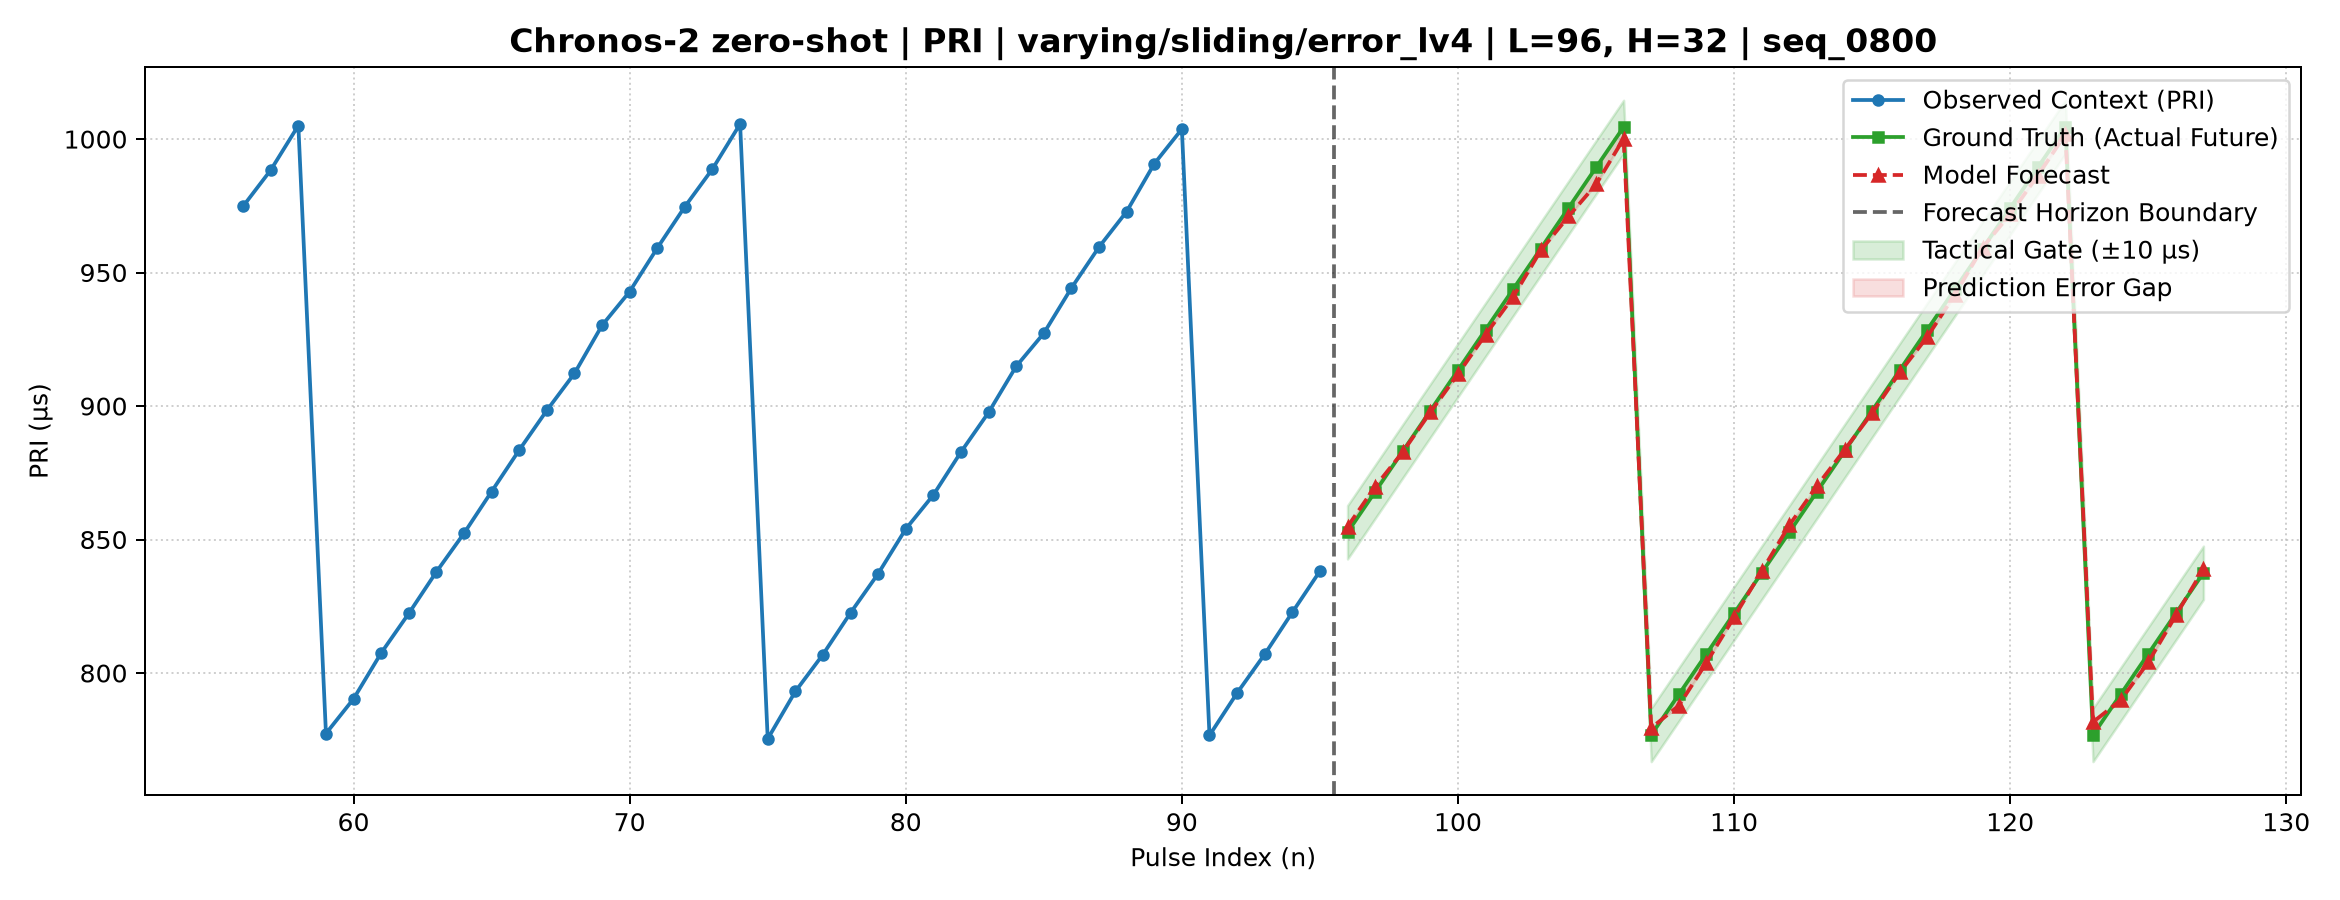 Chronos-2 zero-shot | PRI | varying/sliding/error_lv4 | L=96, H=32 | seq_0800
PRI (µs)
1000
950
900
850
800
Observed Context (PRI)
Ground Truth (Actual Future)
Model Forecast
Forecast Horizon Boundary
Tactical Gate (±10 µs)
Prediction Error Gap
60 70 80 90 100 110 120 130
Pulse Index (n)